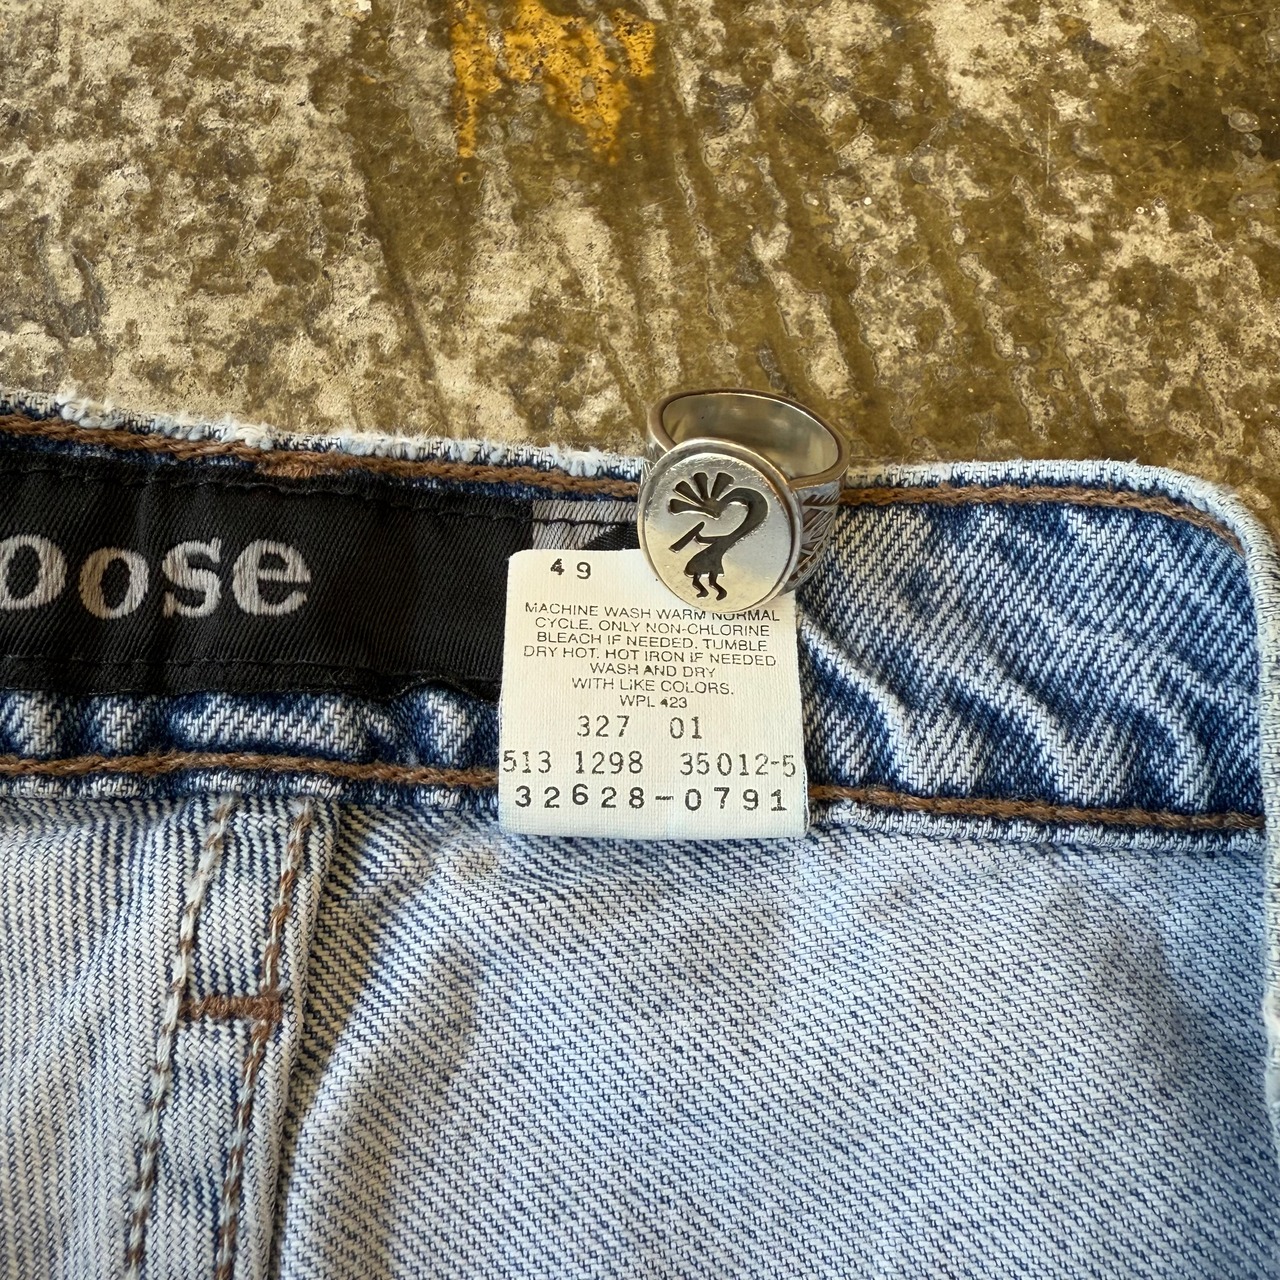 oose
49
MACHINE WASH WARM NORMAL
CYCLE. ONLY NON-CHLORINE
BLEACH IF NEEDED. TUMBLE
DRY HOT. HOT IRON IF NEEDED
WASH AND DRY
WITH LIKE COLORS.
WPL 423
327 01
513 1298 35012-5
32628-0791